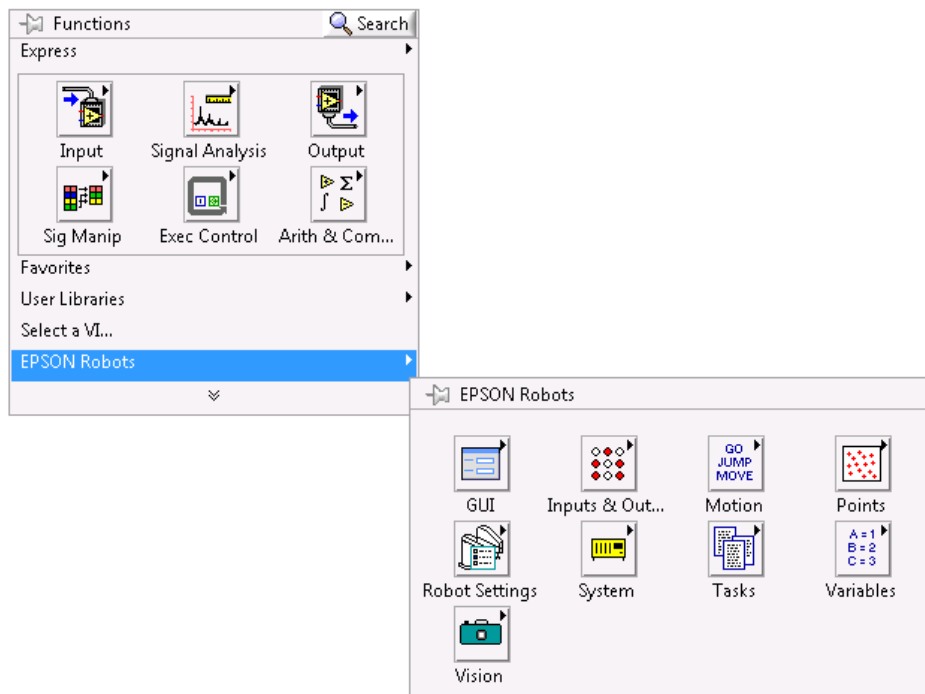 Functions
Search
Express
Input Signal Analysis Output
Sig Manip Exec Control Arith & Com...
Favorites
User Libraries
Select a VI...
EPSON Robots
EPSON Robots
GO
JUMP
MOVE
GUI Inputs & Out... Motion Points
A=1
B=2
C=3
Robot Settings System Tasks Variables
Vision